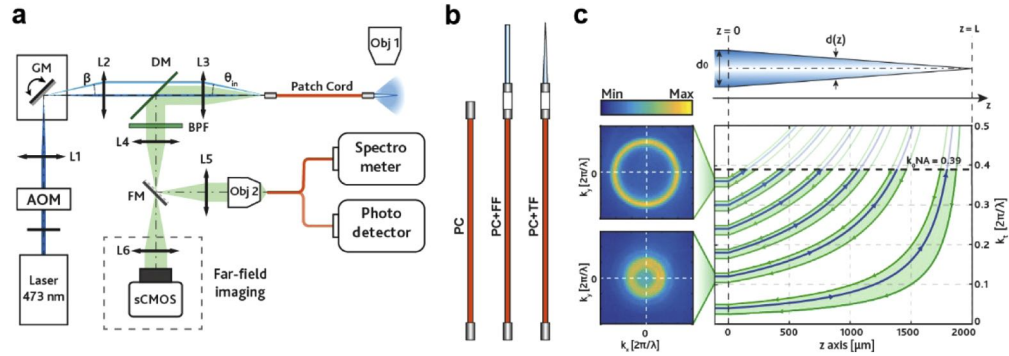 a
b
c
GM
β
L2
DM
L3
θin
Obj 1
Patch Cord
BPF
L4
L1
L5
FM
Obj 2
Spectro
meter
Photo
detector
AOM
L6
Laser
473 nm
sCMOS
Far-field
imaging
PC
PC+FF
PC+TF
z = 0
d(z)
z = L
d0
z
Min
Max
ky [2π/λ]
0
ky [2π/λ]
0
0
kx [2π/λ]
k0NA = 0.39
0.5
0.4
0.3
0.2
0.1
0
kt [2π/λ]
0
500
1000
1500
2000
z axis [µm]